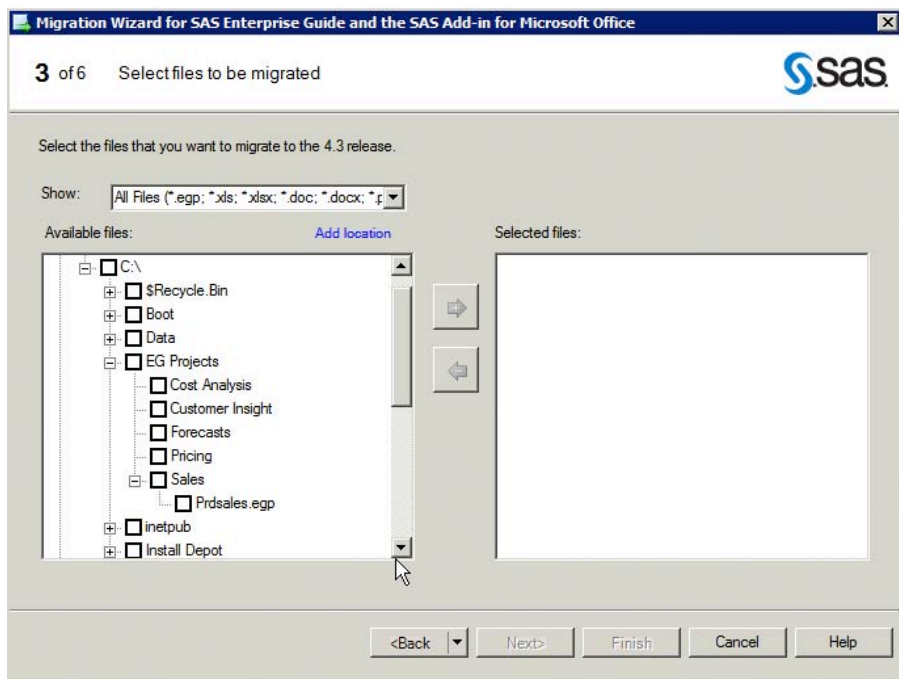 Migration Wizard for SAS Enterprise Guide and the SAS Add-in for Microsoft Office
3 of 6 Select files to be migrated
sas
Select the files that you want to migrate to the 4.3 release.
Show: All Files (*.egp; *.xls; *.xlsx; *.doc; *.docx; *.p
Available files: Add location Selected files:
C:\
$Recycle.Bin
Boot
Data
EG Projects
Cost Analysis
Customer Insight
Forecasts
Pricing
Sales
Prdsales.egp
inetpub
Install Depot
<Back Next> Finish Cancel Help